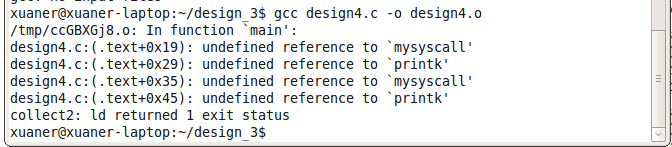 xuaner@xuaner-laptop:~/design_3$ gcc design4.c -o design4.o
/tmp/ccGBXGj8.o: In function `main':
design4.c:(.text+0x19): undefined reference to `mysyscall'
design4.c:(.text+0x29): undefined reference to `printk'
design4.c:(.text+0x35): undefined reference to `mysyscall'
design4.c:(.text+0x45): undefined reference to `printk'
collect2: ld returned 1 exit status
xuaner@xuaner-laptop:~/design_3$